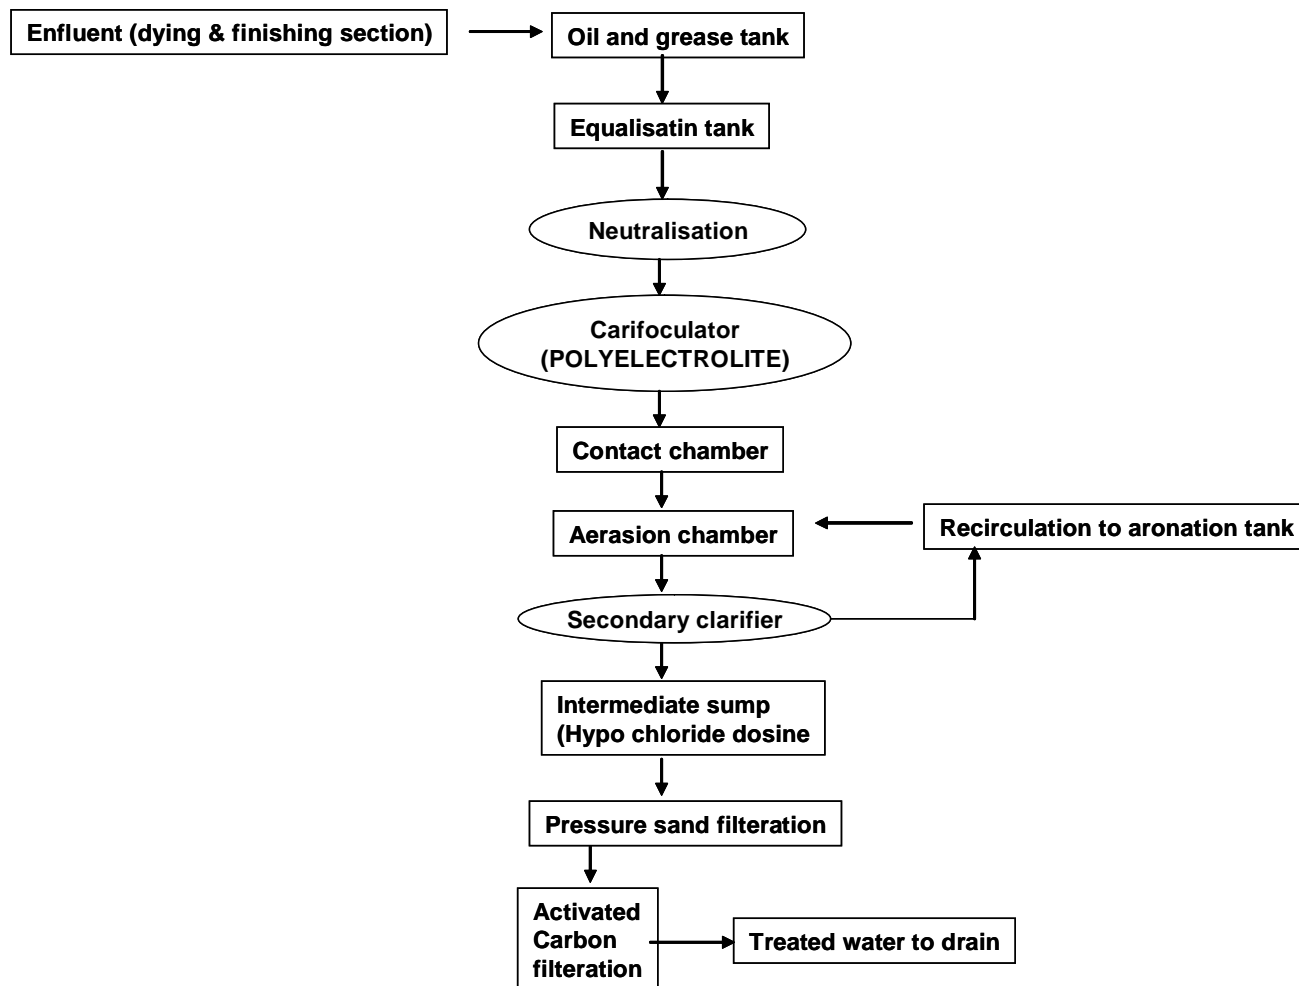 Enfluent (dying & finishing section)
Oil and grease tank
Equalisatin tank
Neutralisation
Carifoculator
(POLYELECTROLITE)
Contact chamber
Aerasion chamber
Recirculation to aronation tank
Secondary clarifier
Intermediate sump
(Hypo chloride dosine
Pressure sand filteration
Activated
Carbon
filteration
Treated water to drain